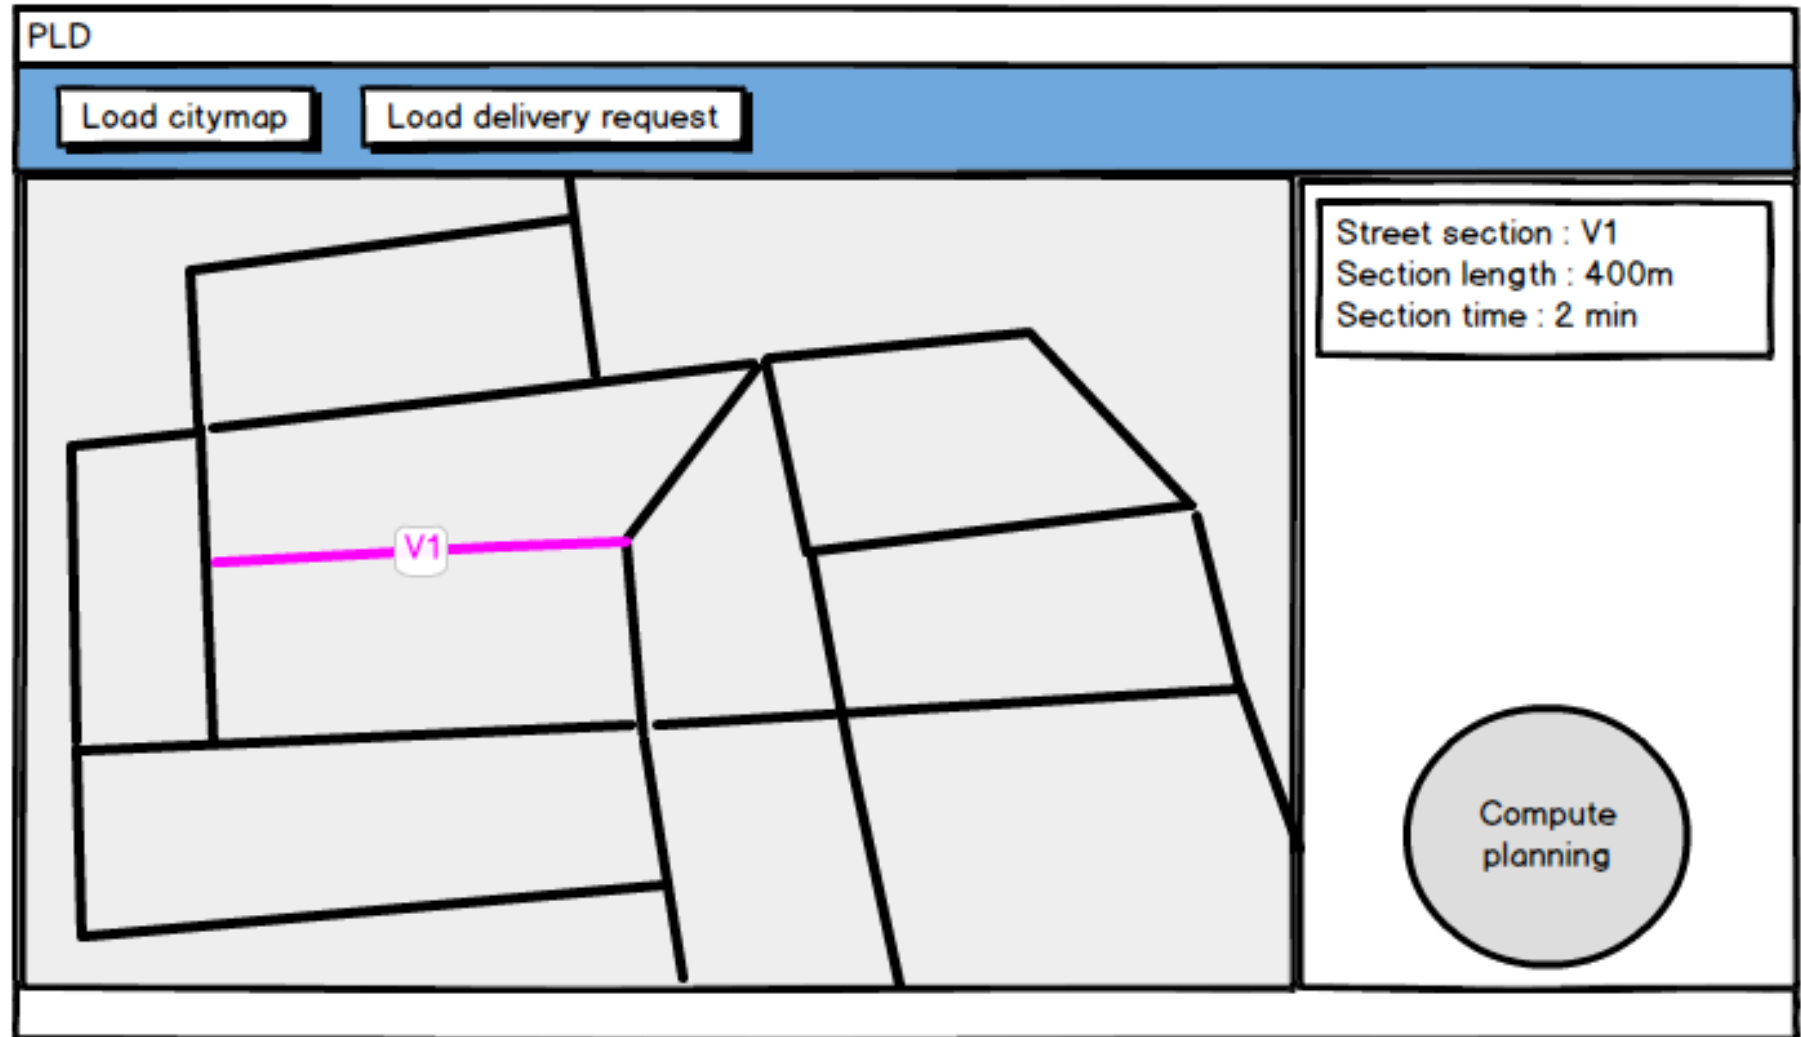 PLD
Load citymap
Load delivery request
V1
Street section : V1
Section length : 400m
Section time : 2 min
Compute
planning